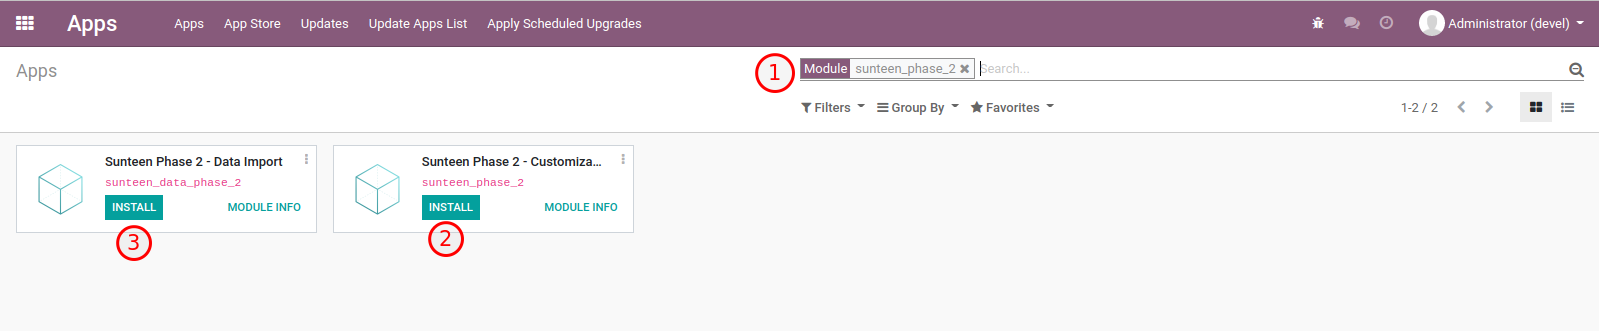 Apps Apps App Store Updates Update Apps List Apply Scheduled Upgrades Administrator (devel)
Apps 1 Module sunteen_phase_2 Search...
Filters Group By Favorites 1-2 / 2
Sunteen Phase 2 - Data Import
sunteen_data_phase_2
INSTALL MODULE INFO
3
Sunteen Phase 2 - Customiza...
sunteen_phase_2
INSTALL MODULE INFO
2